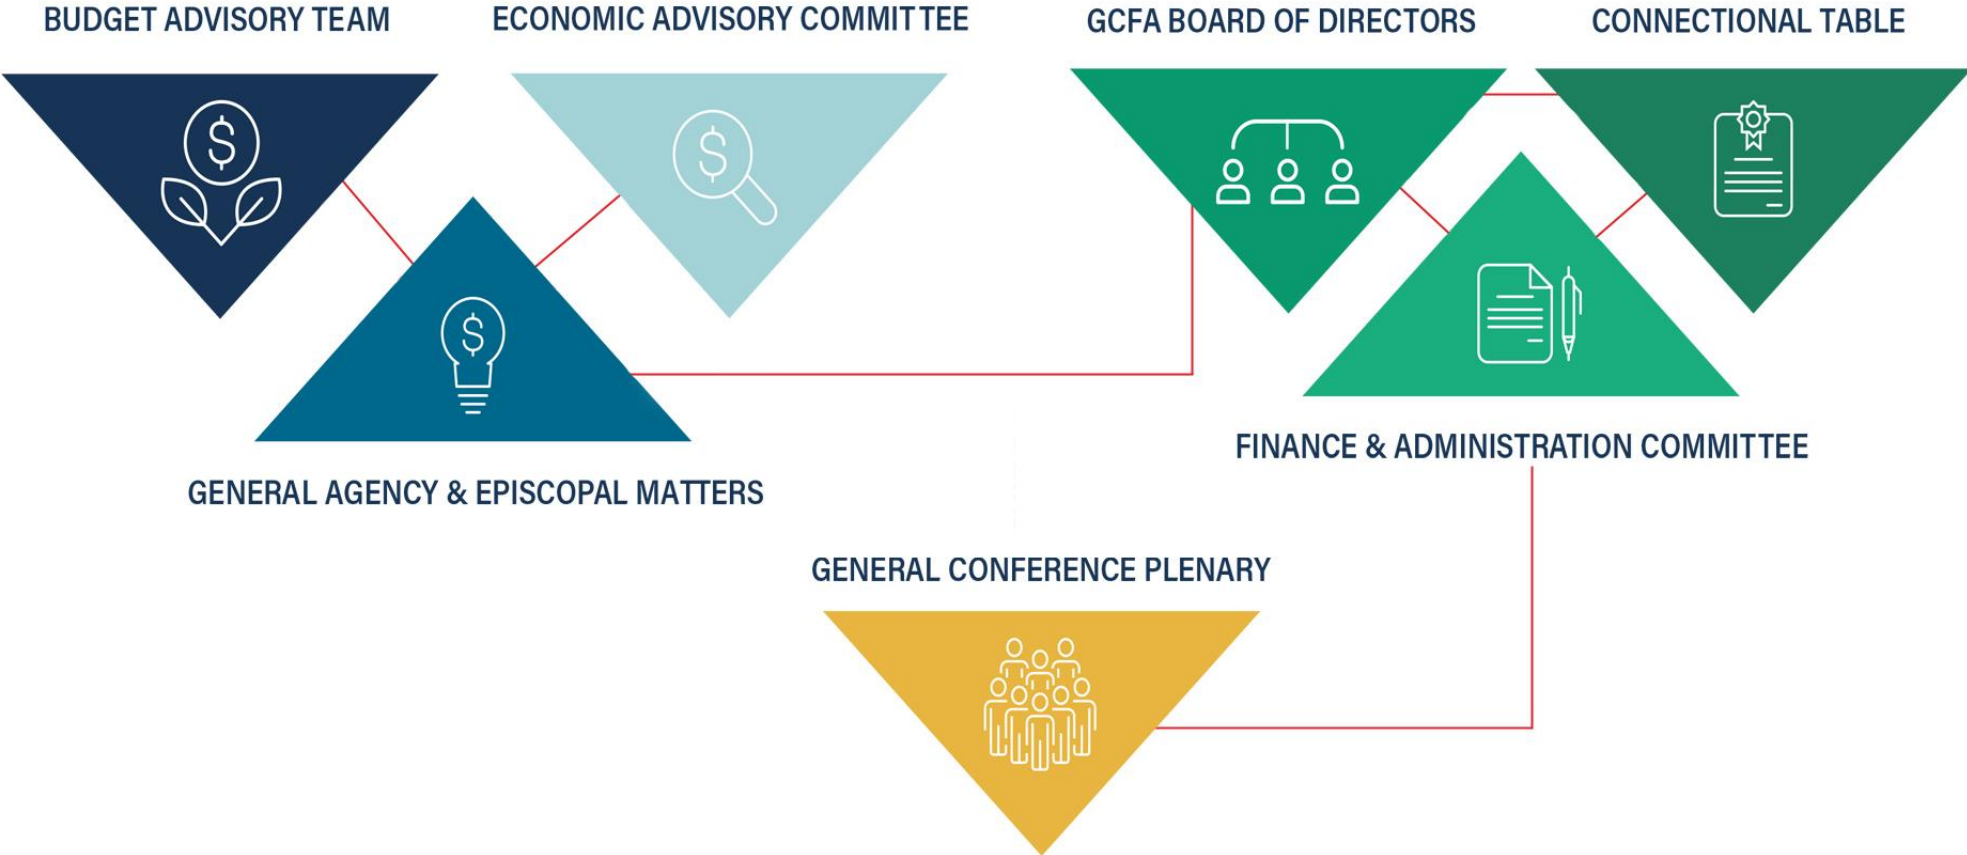 BUDGET ADVISORY TEAM
ECONOMIC ADVISORY COMMITTEE
GCFA BOARD OF DIRECTORS
CONNECTIONAL TABLE
$
$
$
FINANCE & ADMINISTRATION COMMITTEE
GENERAL AGENCY & EPISCOPAL MATTERS
GENERAL CONFERENCE PLENARY